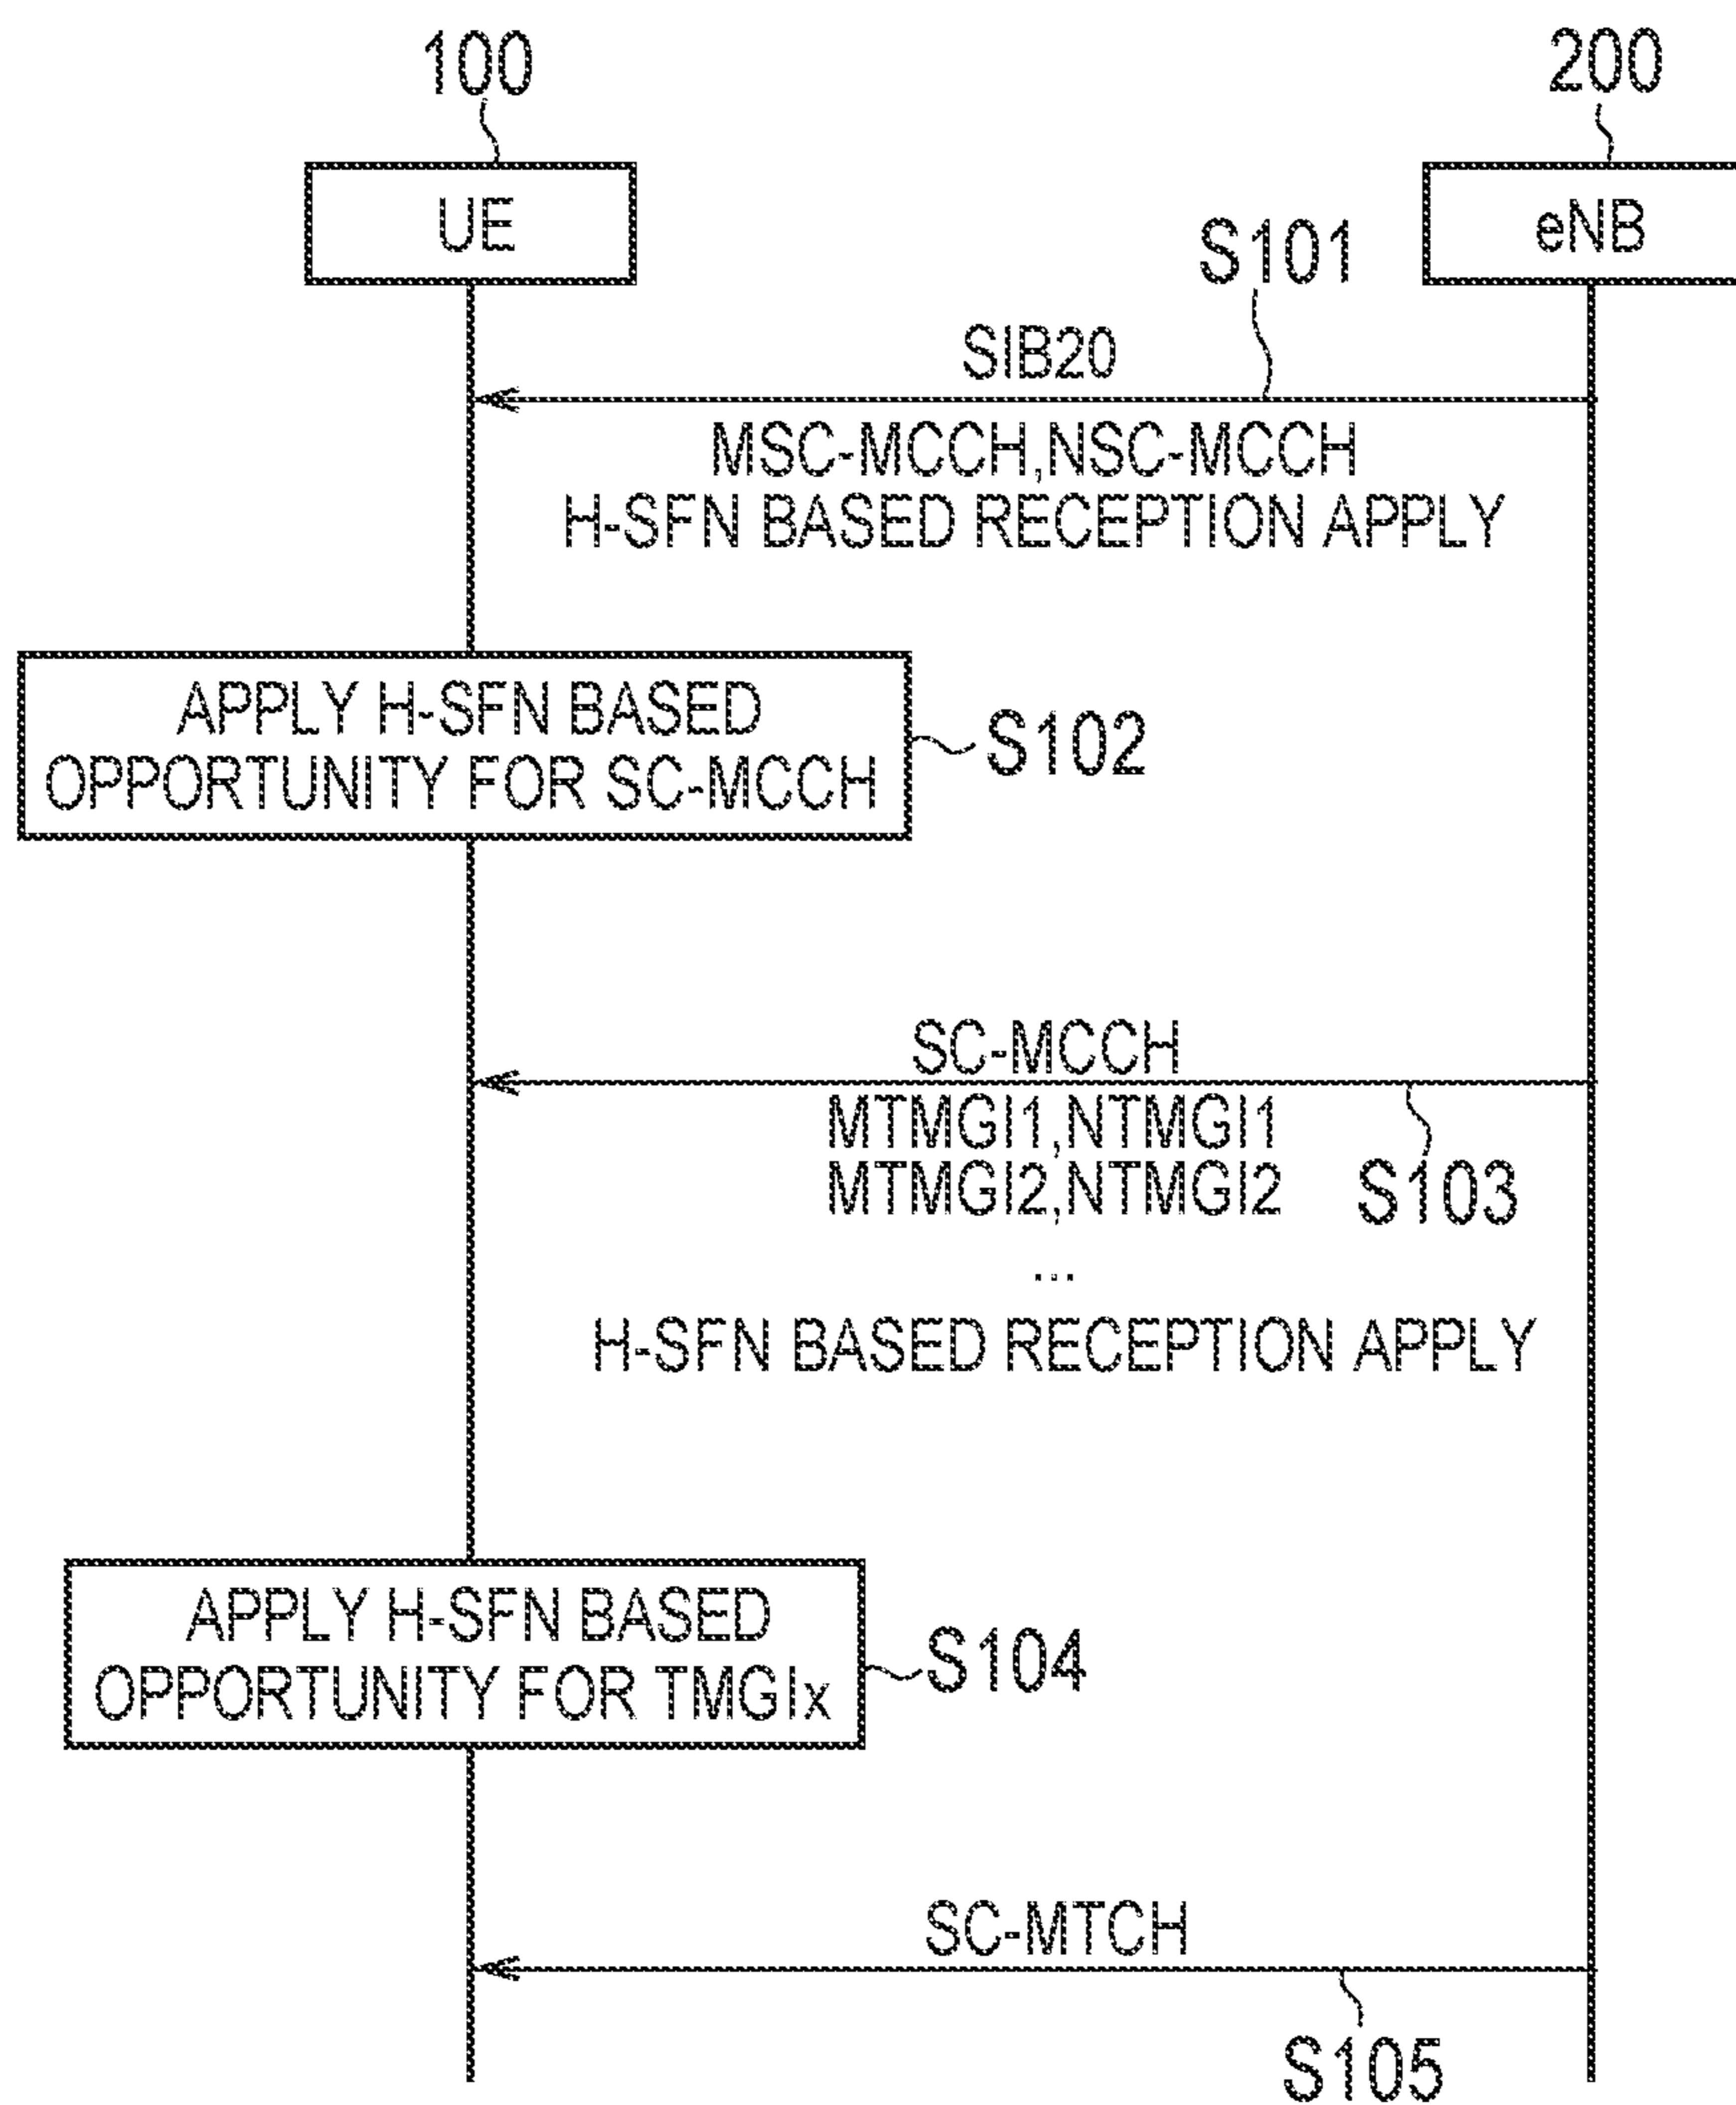 100
200
UE
eNB
S101
SIB20
MSC-MCCH,NSC-MCCH
H-SFN BASED RECEPTION APPLY
APPLY H-SFN BASED
OPPORTUNITY FOR SC-MCCH
S102
SC-MCCH
MTMGI1,NTMGI1
MTMGI2,NTMGI2
S103
...
H-SFN BASED RECEPTION APPLY
APPLY H-SFN BASED
OPPORTUNITY FOR TMGIx
S104
SC-MTCH
S105